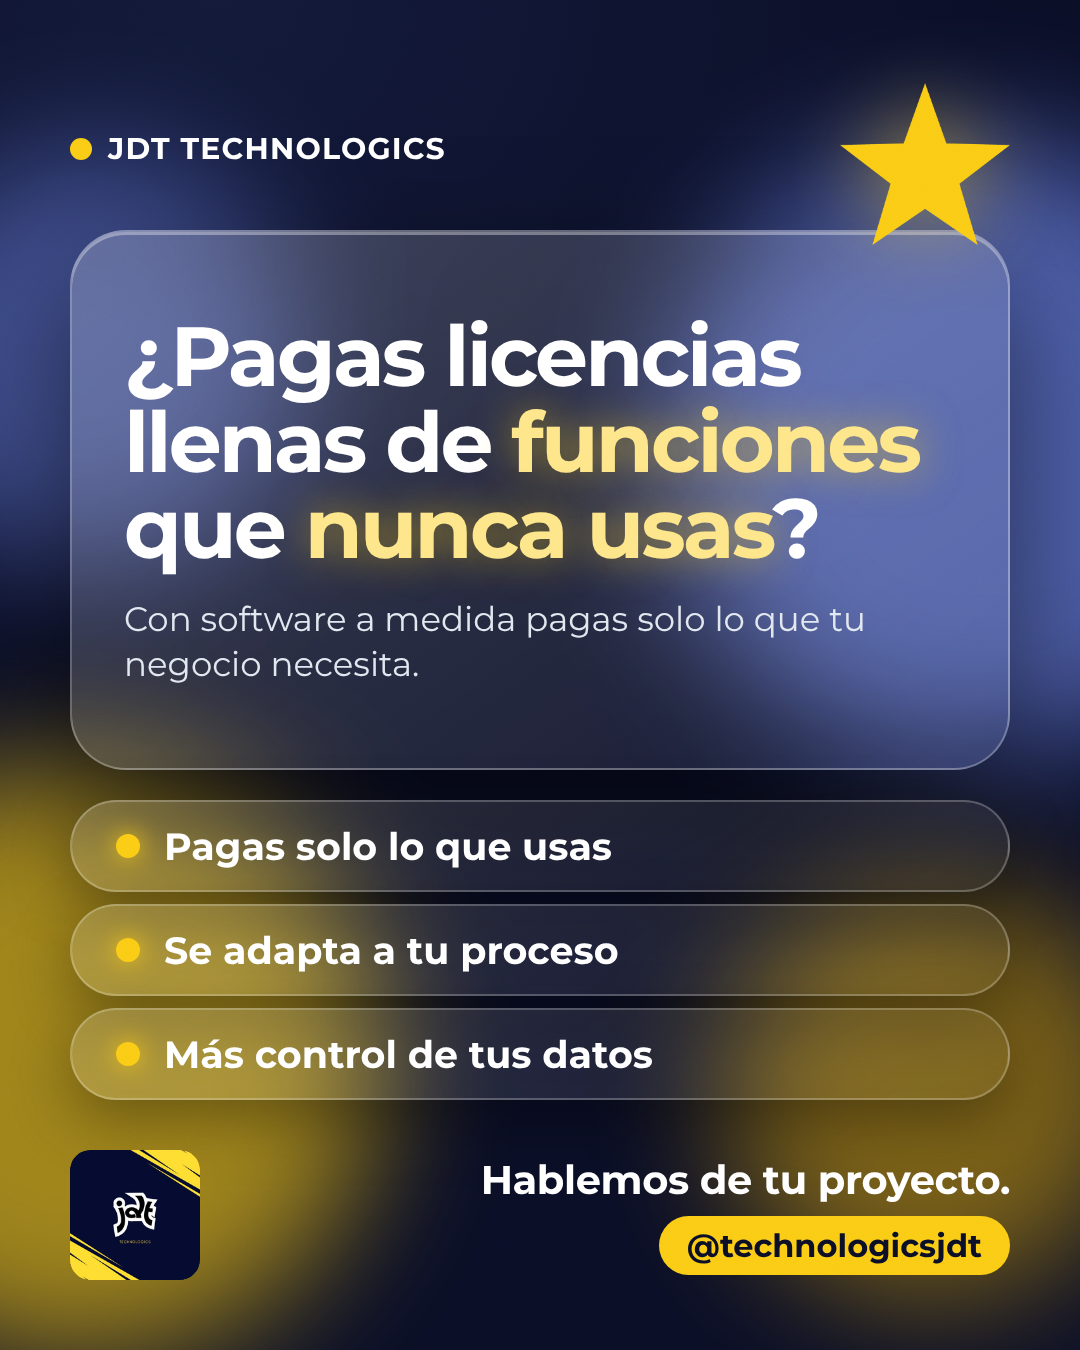 JDT TECHNOLOGICS
¿Pagas licencias
llenas de funciones
que nunca usas?
Con software a medida pagas solo lo que tu
negocio necesita.
Pagas solo lo que usas
Se adapta a tu proceso
Más control de tus datos
jdt
TECHNOLOGICS
Hablemos de tu proyecto.
@technologicsjdt